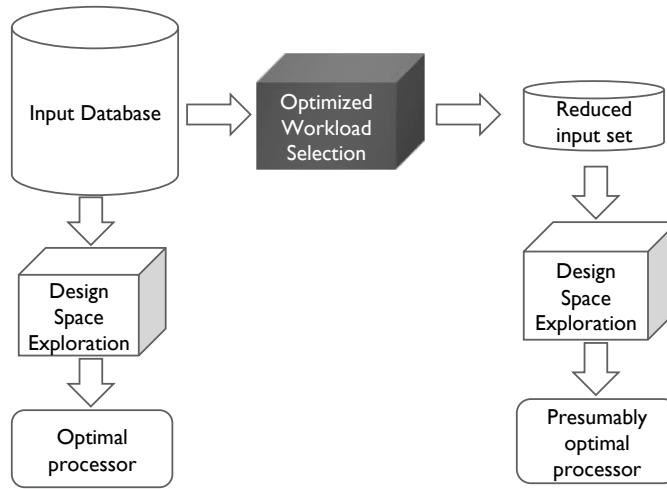 Input Database
Optimized
Workload
Selection
Reduced
input set
Design
Space
Exploration
Design
Space
Exploration
Optimal
processor
Presumably
optimal
processor